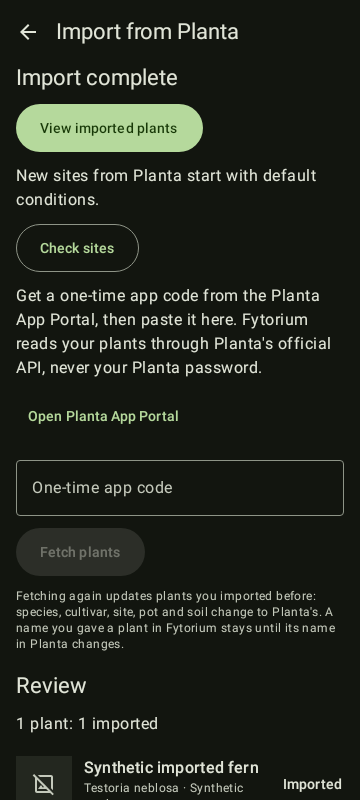 Import from Planta
Import complete
View imported plants
New sites from Planta start with default
conditions.
Check sites
Get a one-time app code from the Planta
App Portal, then paste it here. Fytorium
reads your plants through Planta's official
API, never your Planta password.
Open Planta App Portal
One-time app code
Fetch plants
Fetching again updates plants you imported before:
species, cultivar, site, pot and soil change to Planta's. A
name you gave a plant in Fytorium stays until its name
in Planta changes.
Review
1 plant: 1 imported
Synthetic imported fern
Testoria neblosa · Synthetic
Imported